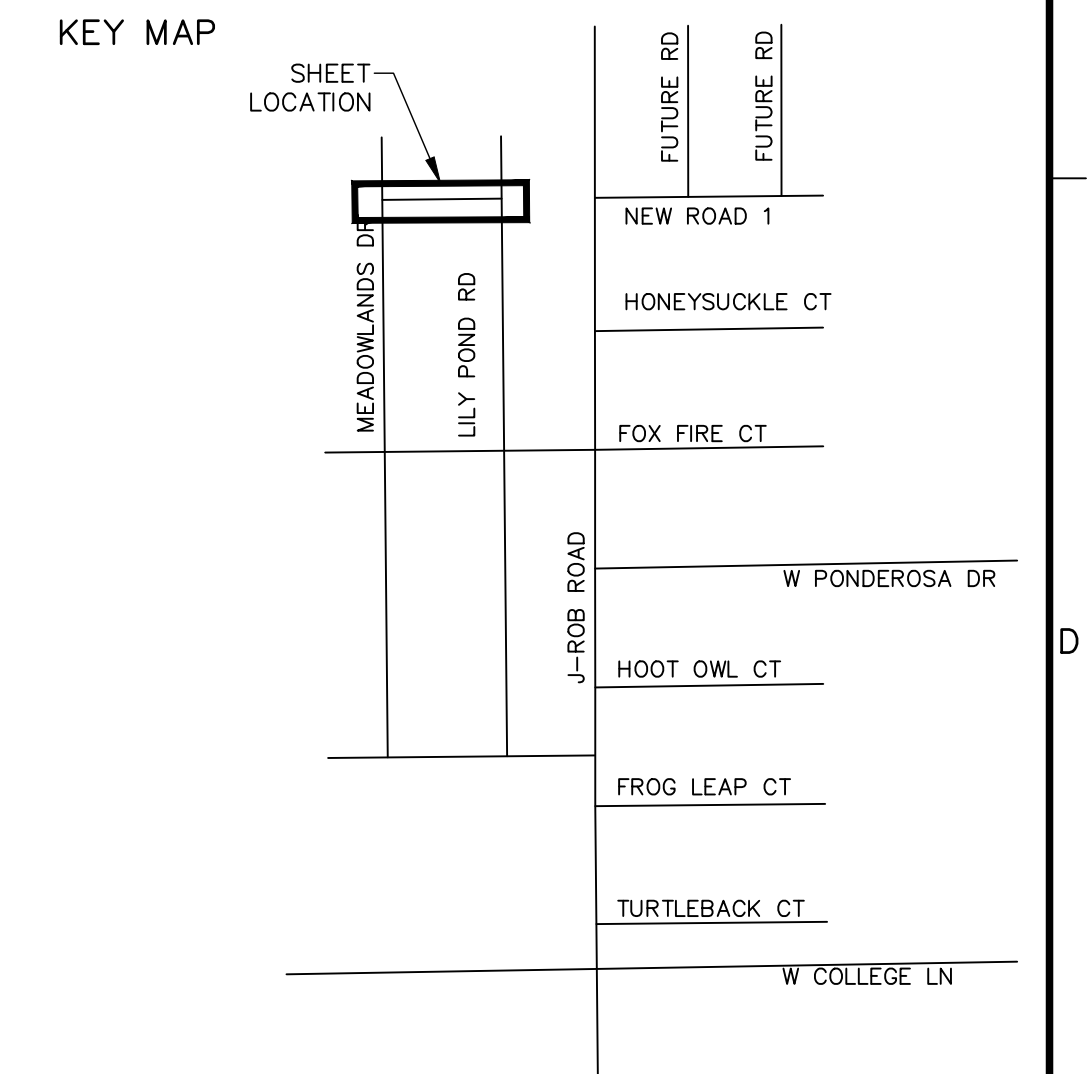 KEY MAP
SHEET
LOCATION
FUTURE RD
FUTURE RD
NEW ROAD 1
MEADOWLANDS DR
LILY POND RD
HONEYSUCKLE CT
FOX FIRE CT
J-ROB ROAD
W PONDEROSA DR
D
HOOT OWL CT
FROG LEAP CT
TURTLEBACK CT
W COLLEGE LN